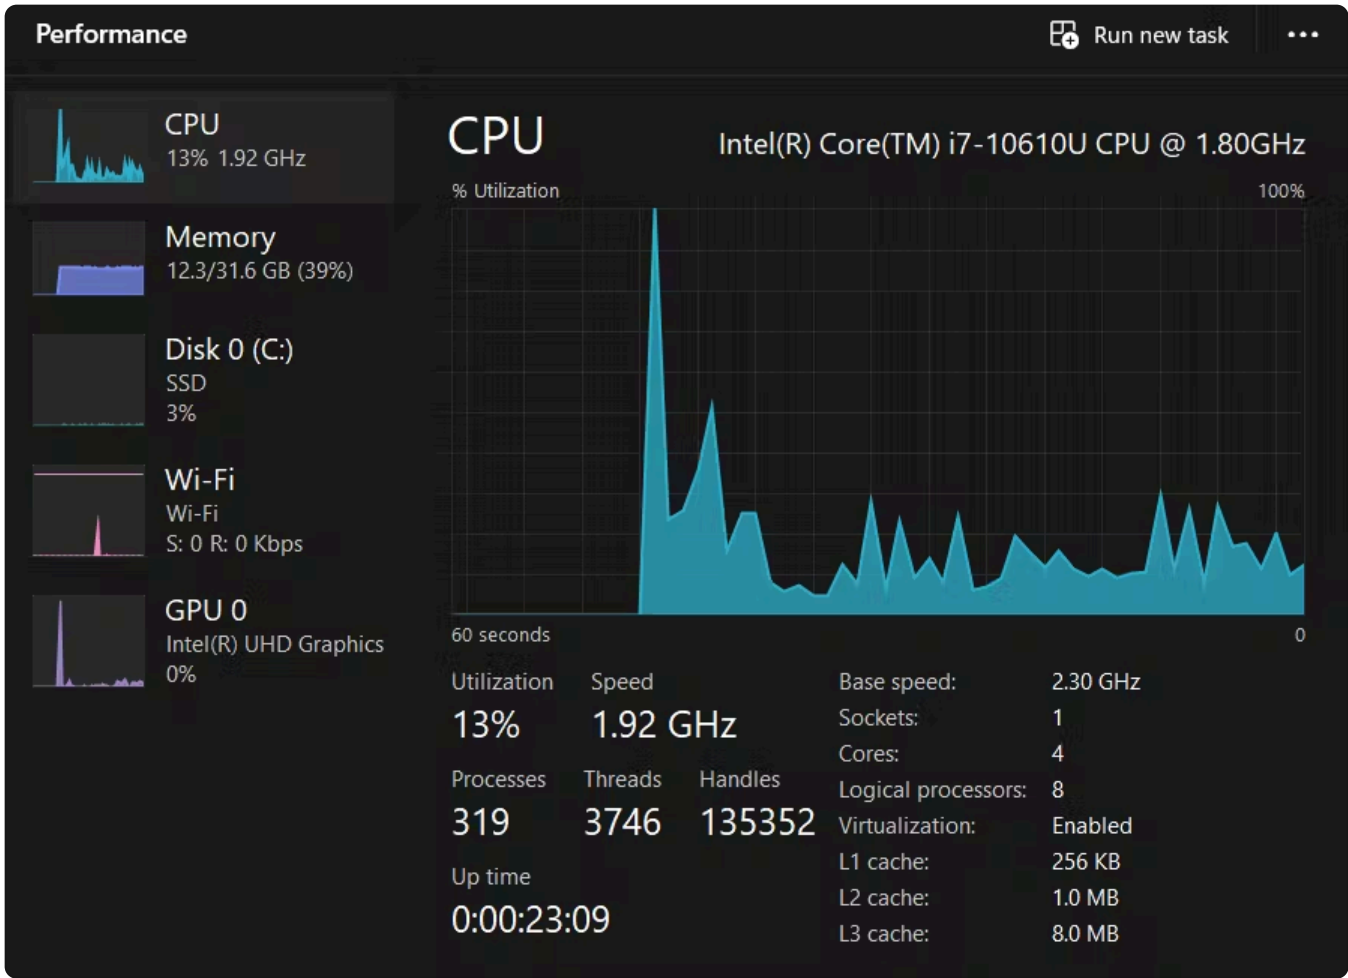 Performance
Run new task
CPU
13% 1.92 GHz
Memory
12.3/31.6 GB (39%)
Disk 0 (C:)
SSD
3%
Wi-Fi
Wi-Fi
S: 0 R: 0 Kbps
GPU 0
Intel(R) UHD Graphics
0%
CPU
Intel(R) Core(TM) i7-10610U CPU @ 1.80GHz
% Utilization
100%
60 seconds
0
Utilization
Speed
13%
1.92 GHz
Processes
Threads
Handles
319
3746
135352
Up time
0:00:23:09
Base speed: 2.30 GHz
Sockets: 1
Cores: 4
Logical processors: 8
Virtualization: Enabled
L1 cache: 256 KB
L2 cache: 1.0 MB
L3 cache: 8.0 MB